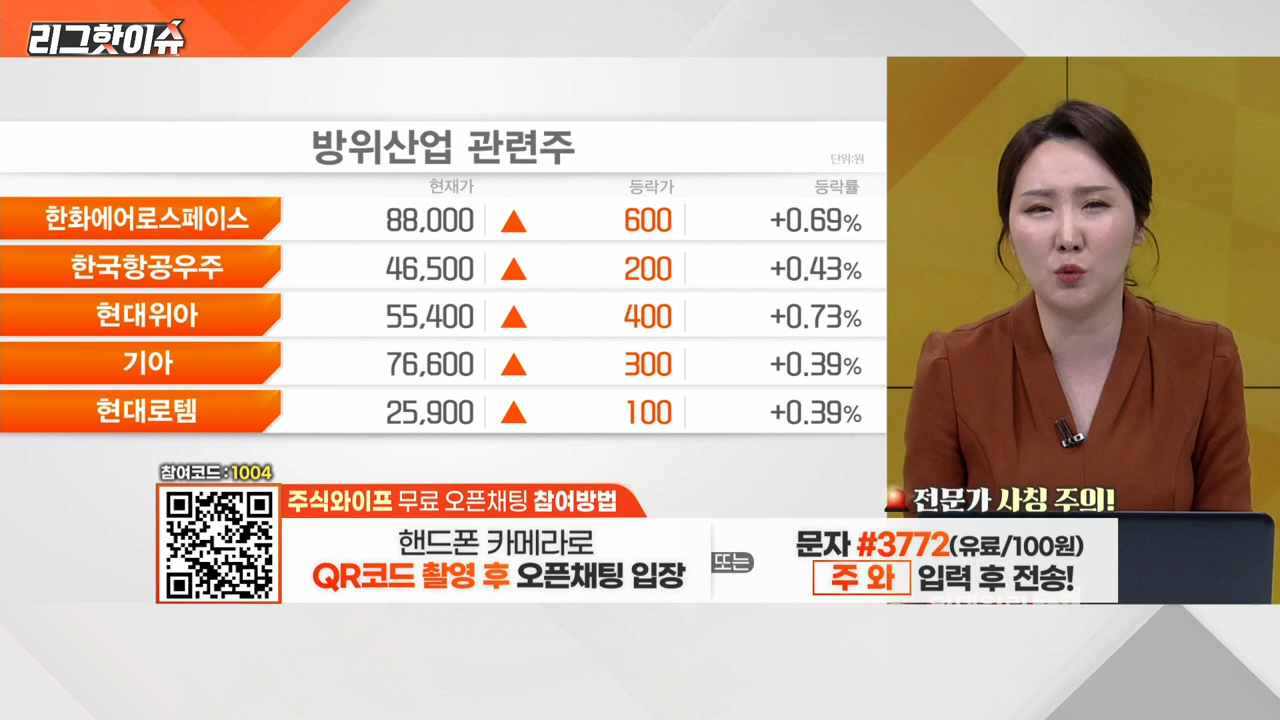 리그핫이슈
방위산업 관련주
단위:원
현재가 등락가 등락률
한화에어로스페이스 88,000 ▲ 600 +0.69%
한국항공우주 46,500 ▲ 200 +0.43%
현대위아 55,400 ▲ 400 +0.73%
기아 76,600 ▲ 300 +0.39%
현대로템 25,900 ▲ 100 +0.39%
참여코드 : 1004
주식와이프 무료 오픈채팅 참여방법
핸드폰 카메라로
QR코드 촬영 후 오픈채팅 입장
또는
전문가 사칭 주의!
문자 #3772(유료/100원)
주 와 입력 후 전송!